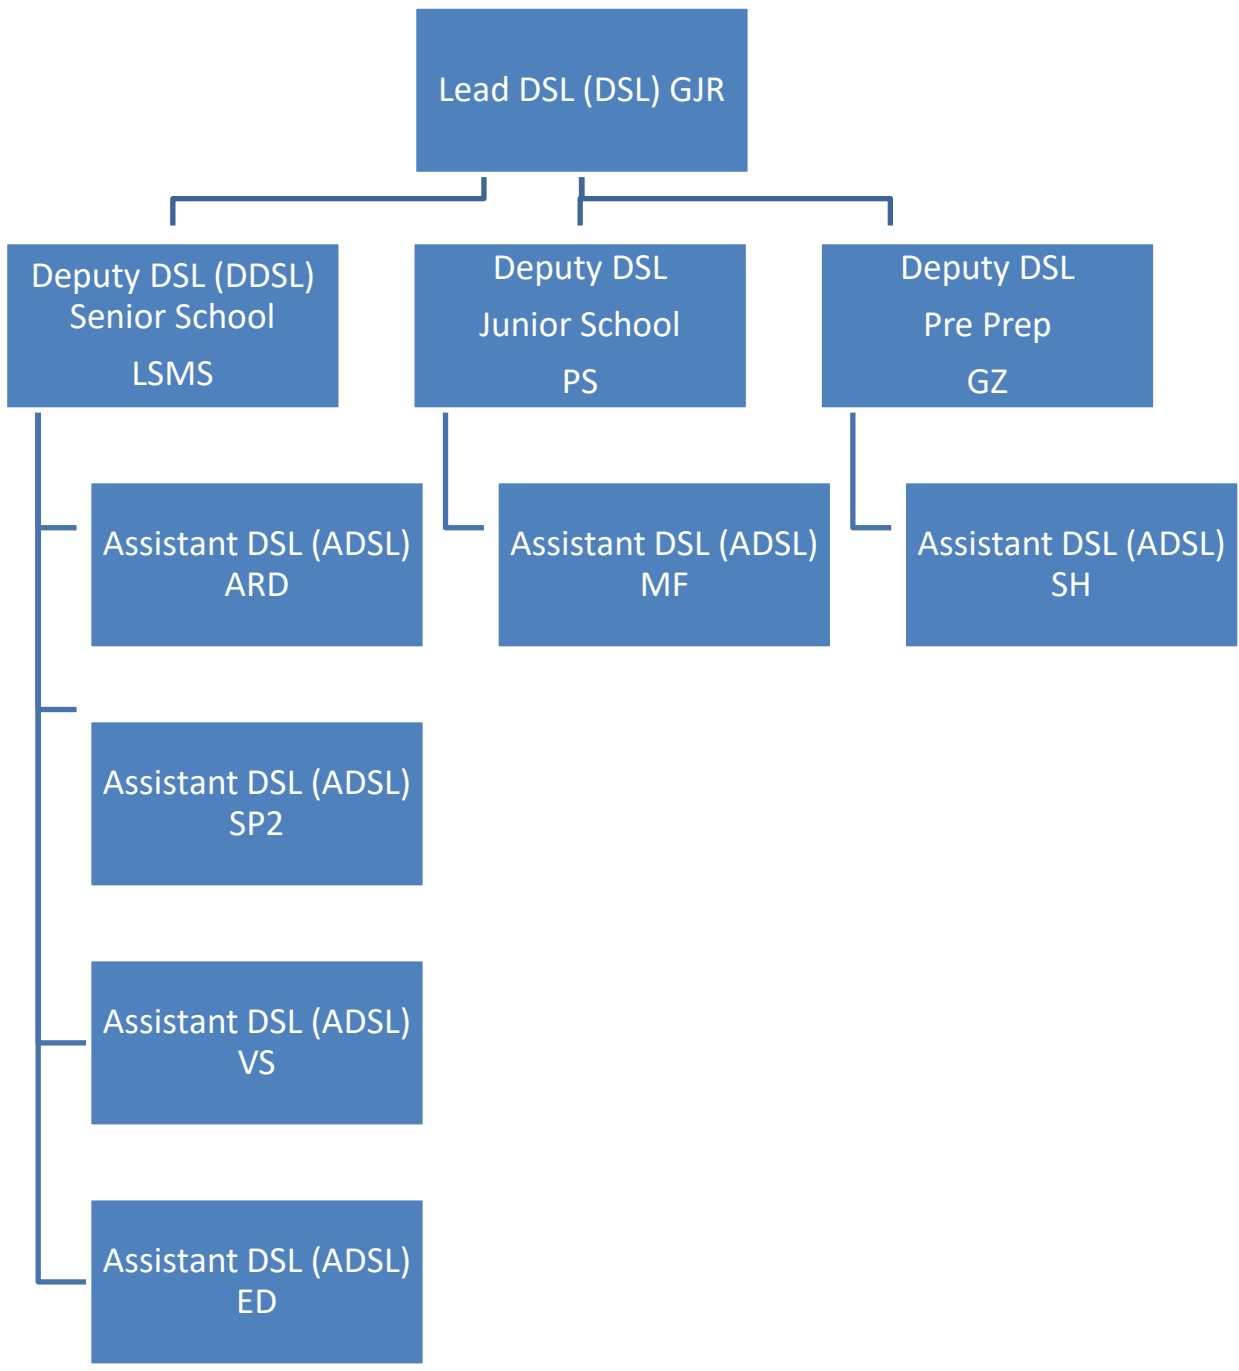 Lead DSL (DSL) GJR
Deputy DSL (DDSL)
Senior School
LSMS
Deputy DSL
Junior School
PS
Deputy DSL
Pre Prep
GZ
Assistant DSL (ADSL)
ARD
Assistant DSL (ADSL)
MF
Assistant DSL (ADSL)
SH
Assistant DSL (ADSL)
SP2
Assistant DSL (ADSL)
VS
Assistant DSL (ADSL)
ED